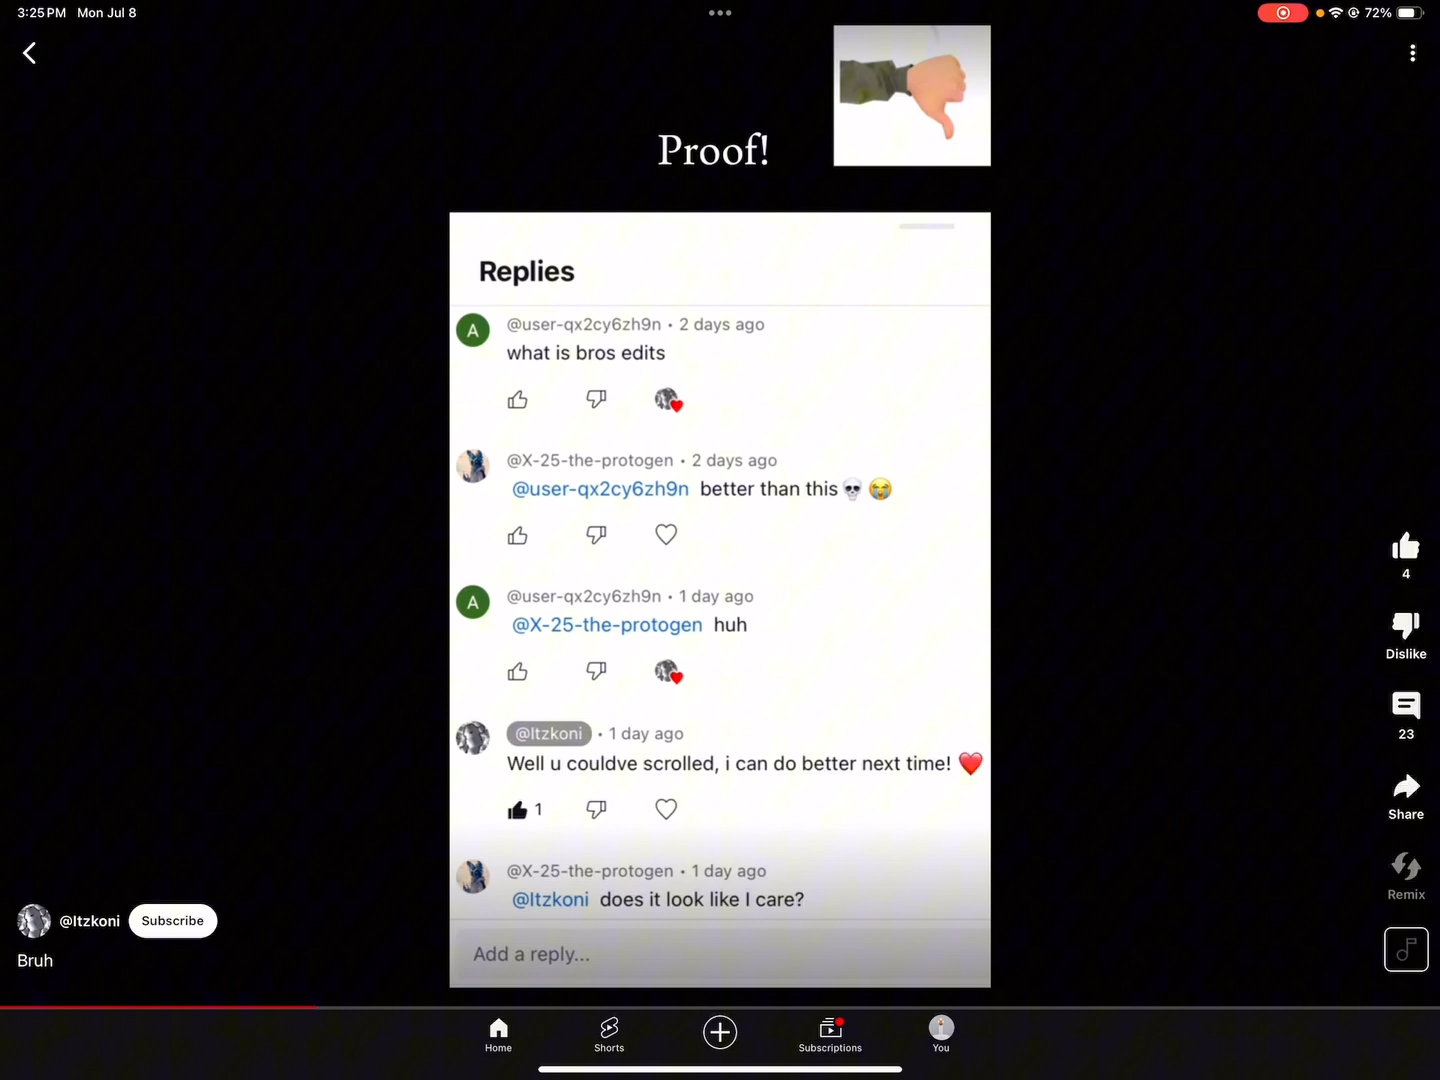 3:25 PM Mon Jul 8
72%
Proof!
Replies
A
@user-qx2cy6zh9n • 2 days ago
what is bros edits
@X-25-the-protogen • 2 days ago
@user-qx2cy6zh9n better than this💀😭
A
@user-qx2cy6zh9n • 1 day ago
@X-25-the-protogen huh
@Itzkoni • 1 day ago
Well u couldve scrolled, i can do better next time! ❤️
1
@X-25-the-protogen • 1 day ago
@Itzkoni does it look like I care?
Add a reply...
4
Dislike
23
Share
Remix
@Itzkoni Subscribe
Bruh
Home Shorts Subscriptions You